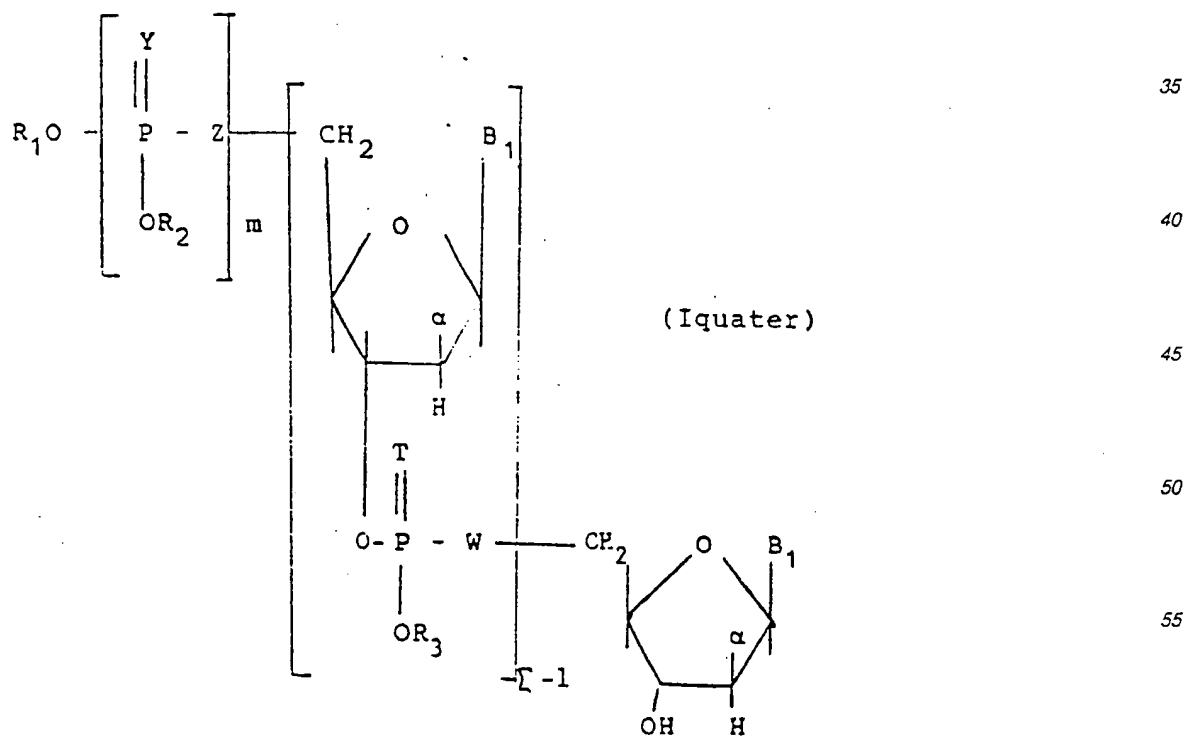 Y
35
R₁O - P - Z CH₂ B₁
OR₂ m O 40
α (Iquater)
45
H
T
50
O- P - W CH₂ O B₁
55
OR₃ α
-Σ -1
OH H